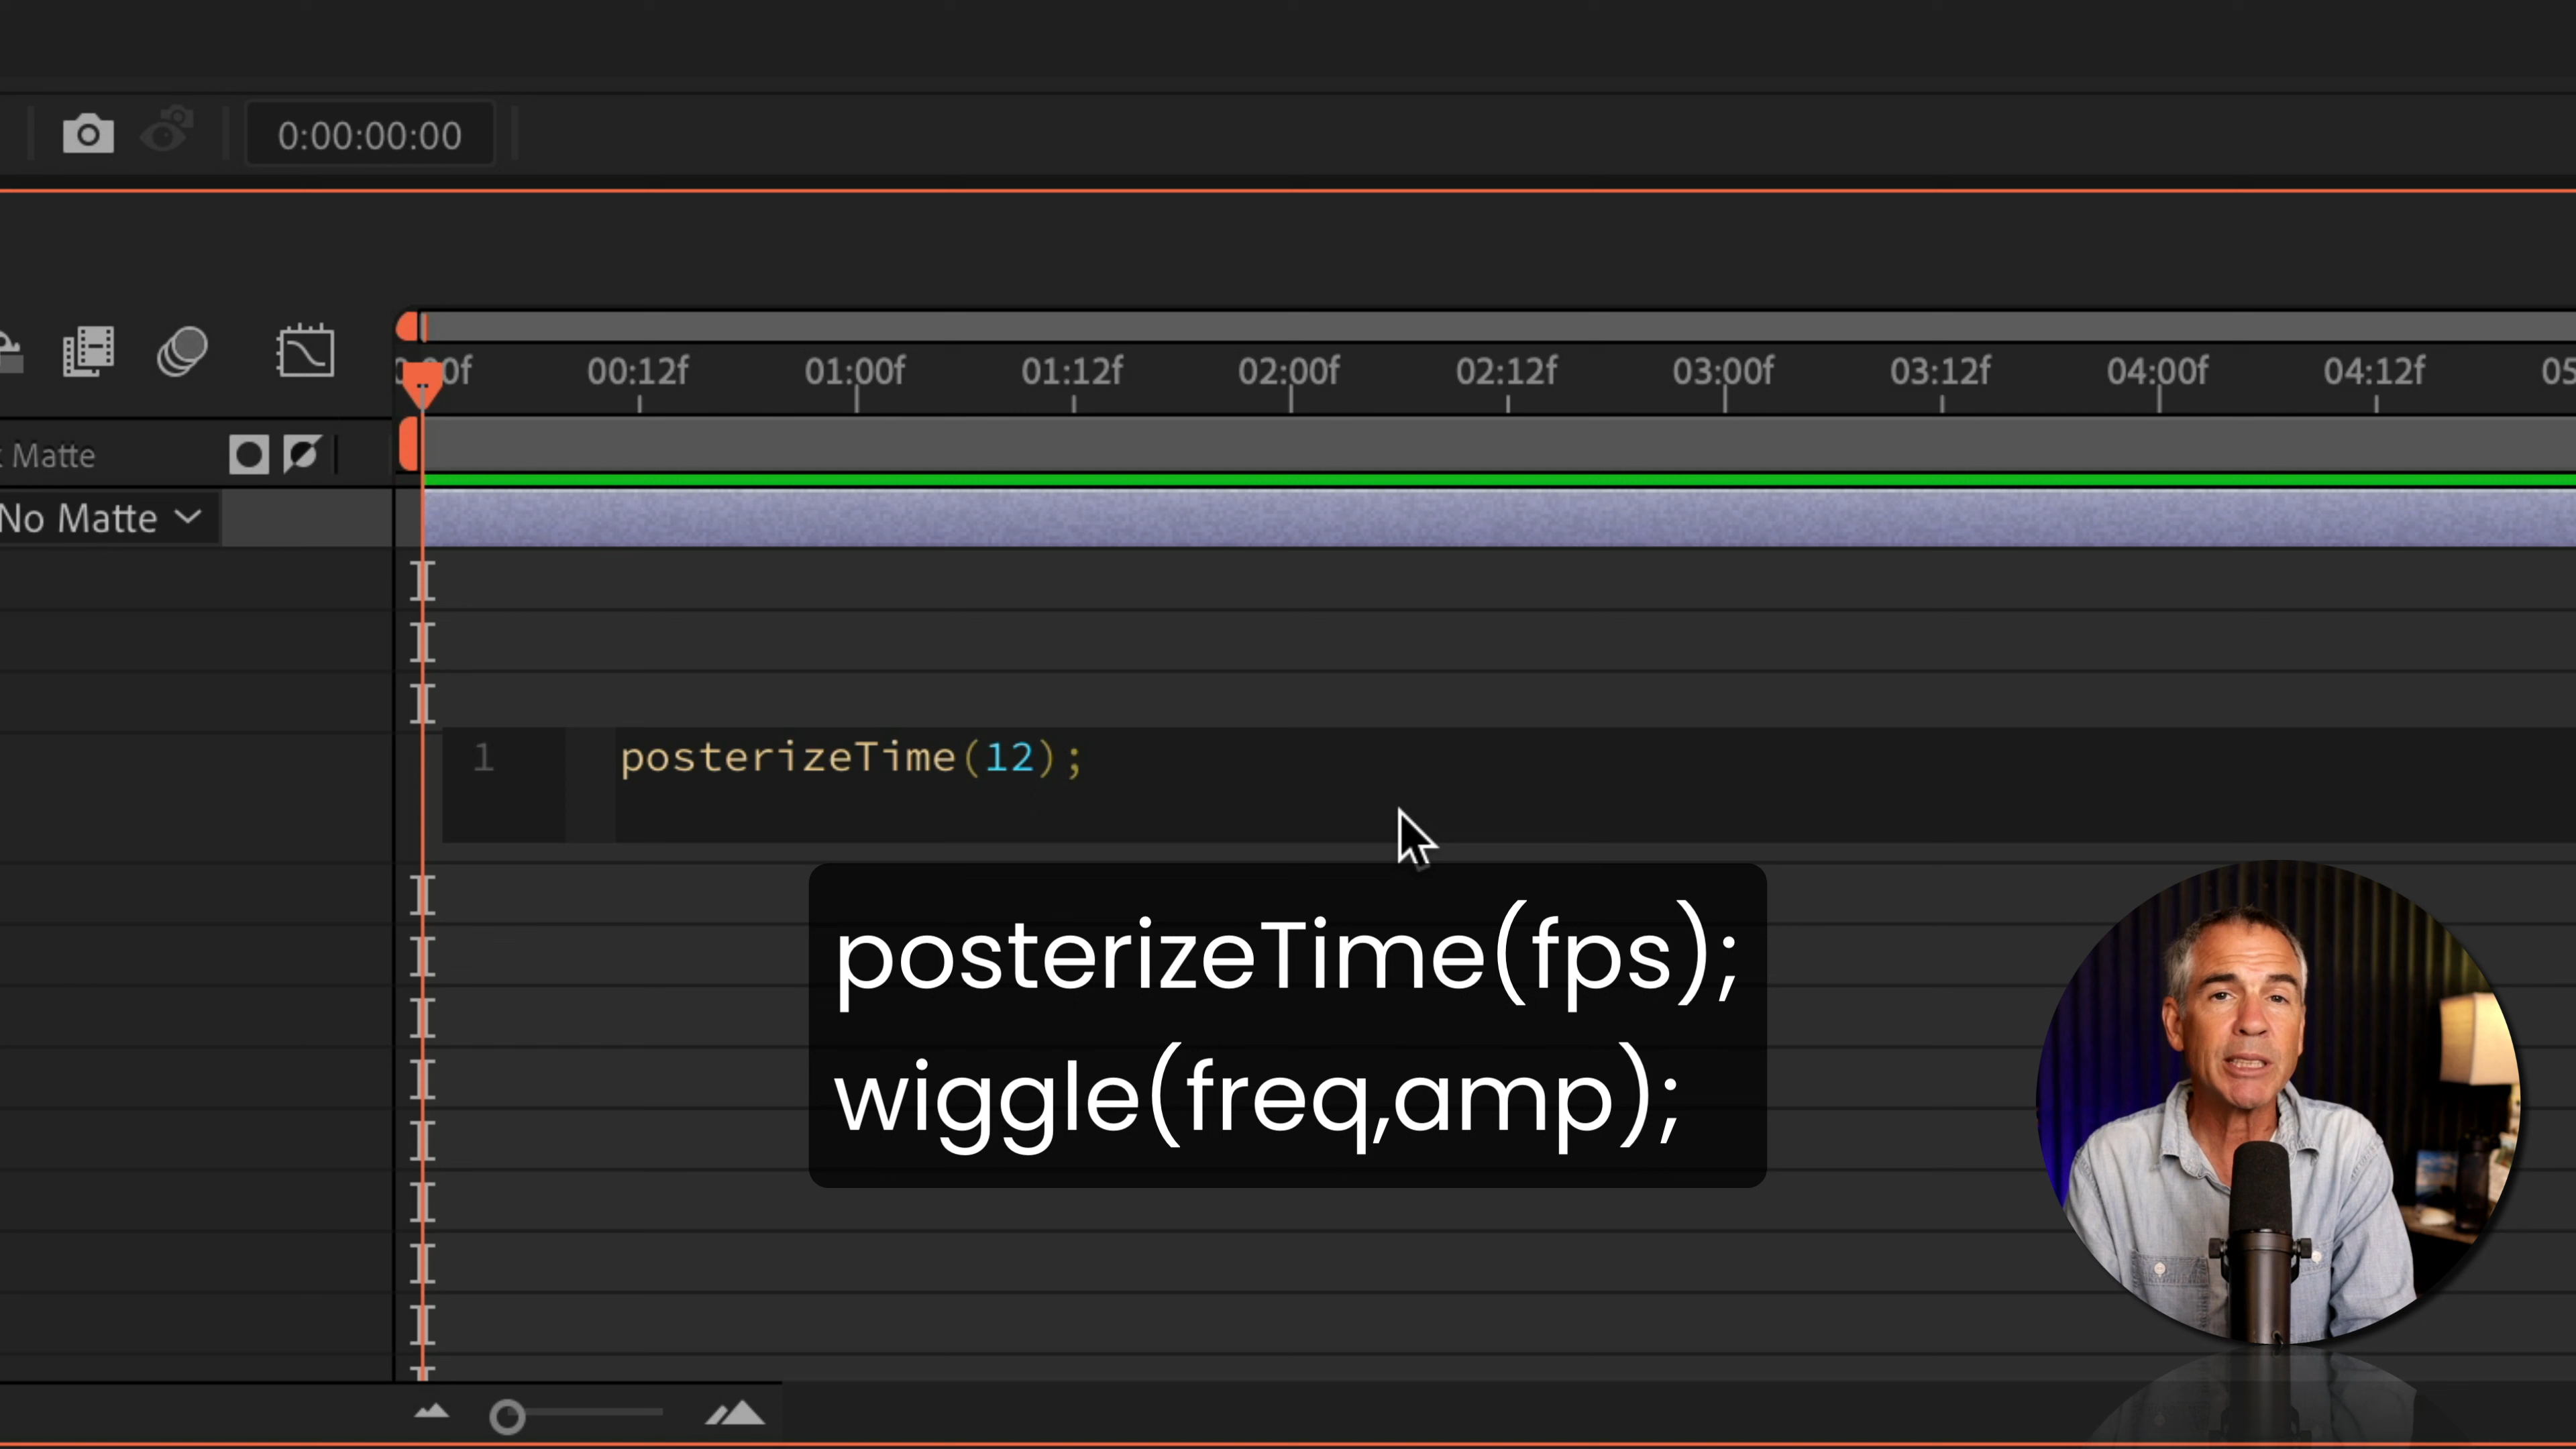 0:00:00:00
00:12f 01:00f 01:12f 02:00f 02:12f 03:00f 03:12f 04:00f 04:12f
Matte
No Matte
1 posterizeTime(12);
posterizeTime(fps);
wiggle(freq,amp);